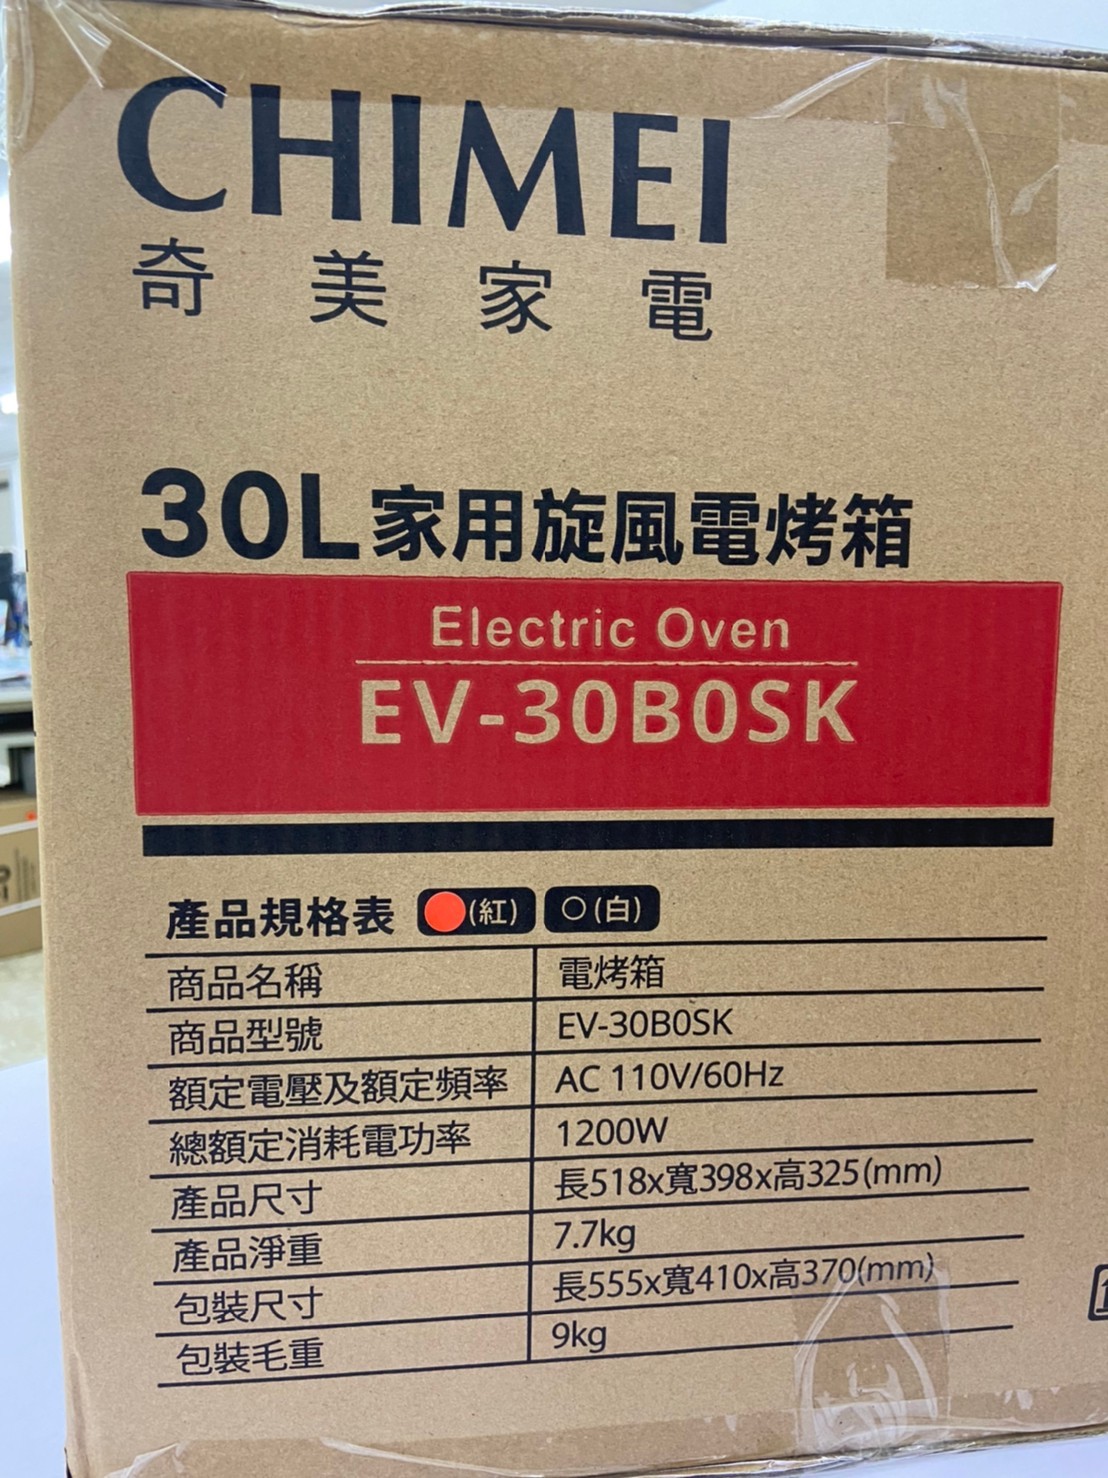 CHIMEI
奇美家電
30L家用旋風電烤箱
Electric Oven
EV-30B0SK
產品規格表 (紅) ○(白)
商品名稱 電烤箱
商品型號 EV-30B0SK
額定電壓及額定頻率 AC 110V/60Hz
總額定消耗電功率 1200W
產品尺寸 長518x寬398x高325(mm)
產品淨重 7.7kg
包裝尺寸 長555x寬410x高370(mm)
包裝毛重 9kg